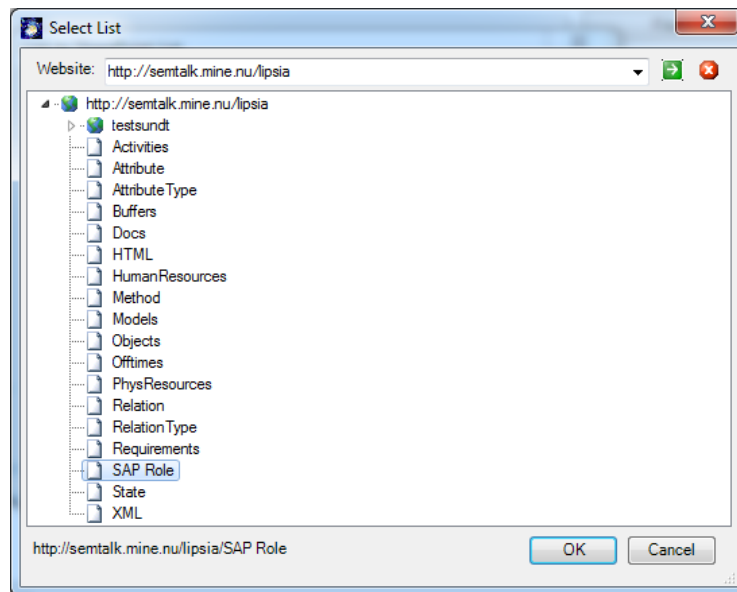 Select List
Website: http://semtalk.mine.nu/lipsia
http://semtalk.mine.nu/lipsia
testsundt
Activities
Attribute
AttributeType
Buffers
Docs
HTML
HumanResources
Method
Models
Objects
Offtimes
PhysResources
Relation
RelationType
Requirements
SAP Role
State
XML
http://semtalk.mine.nu/lipsia/SAP Role OK Cancel